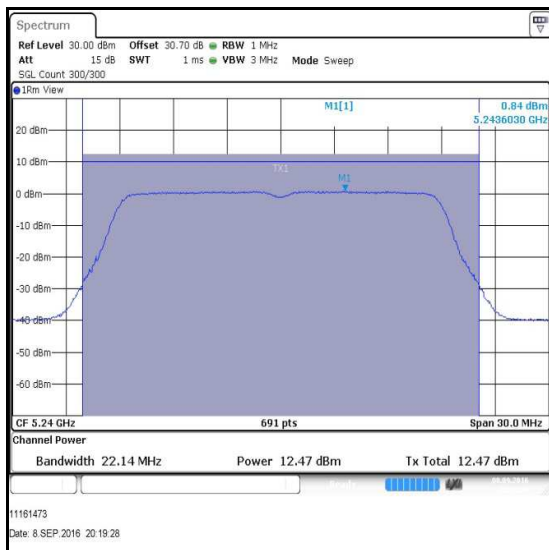 Spectrum
Ref Level 30.00 dBm Offset 30.70 dB RBW 1 MHz
Att 15 dB SWT 1 ms VBW 3 MHz Mode Sweep
SGL Count 300/300
1Rm View
M1[1] 0.84 dBm
5.2436030 GHz
20 dBm
10 dBm
TX1
M1
0 dBm
-10 dBm
-20 dBm
-30 dBm
-40 dBm
-50 dBm
-60 dBm
CF 5.24 GHz 691 pts Span 30.0 MHz
Channel Power
Bandwidth 22.14 MHz Power 12.47 dBm Tx Total 12.47 dBm
11161473
Date: 8.SEP.2016 20:19:28